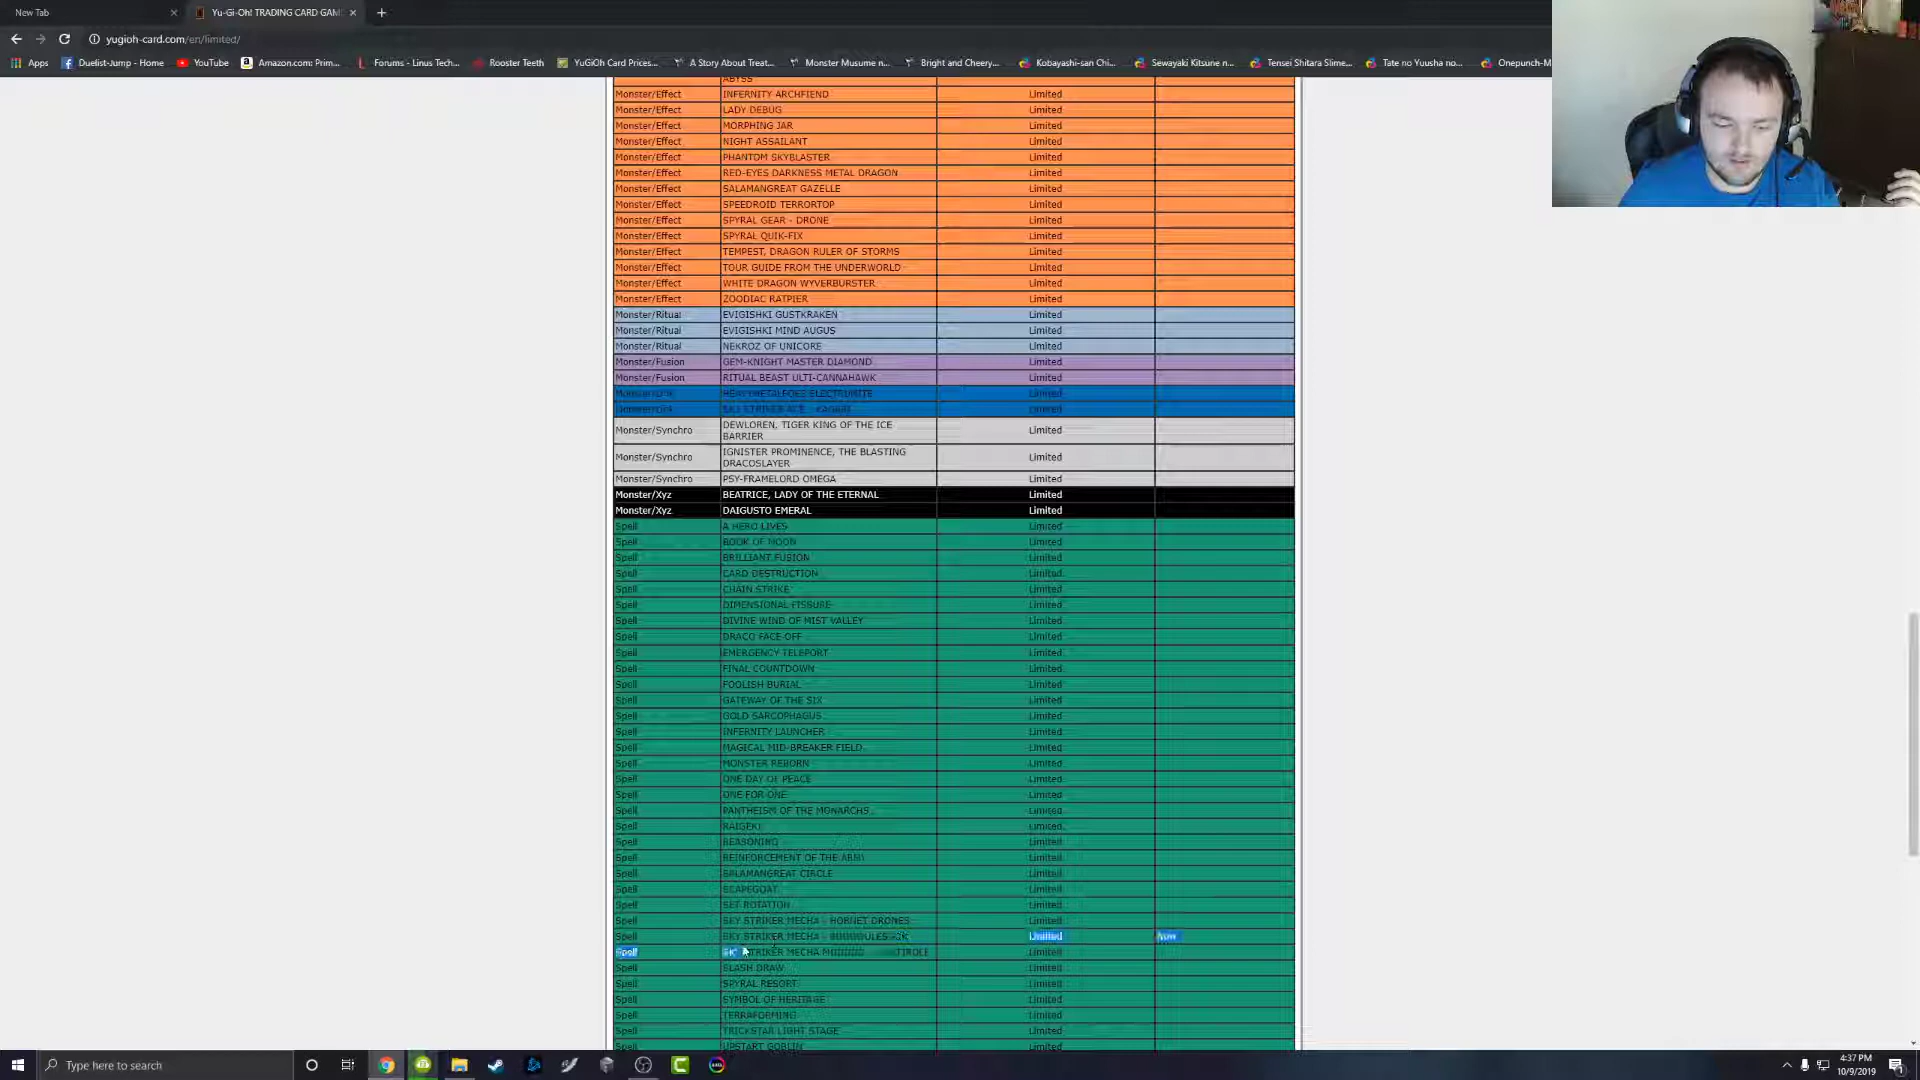 New Tab
Yu-Gi-Oh! TRADING CARD GAM
yugioh-card.com/en/limited/
Apps
Duelist-Jump - Home
YouTube
Amazon.com: Prim...
Forums - Linus Tech...
Rooster Teeth
YuGiOh Card Prices...
A Story About Treat...
Monster Musume n...
Bright and Cheery...
Kobayashi-san Chi...
Sewayaki Kitsune n...
Tensei Shitara Slime...
Tate no Yuusha no...
Onepunch-M
ABYSS
Monster/Effect INFERNITY ARCHFIEND Limited
Monster/Effect LADY DEBUG Limited
Monster/Effect MORPHING JAR Limited
Monster/Effect NIGHT ASSAILANT Limited
Monster/Effect PHANTOM SKYBLASTER Limited
Monster/Effect RED-EYES DARKNESS METAL DRAGON Limited
Monster/Effect SALAMANGREAT GAZELLE Limited
Monster/Effect SPEEDROID TERRORTOP Limited
Monster/Effect SPYRAL GEAR - DRONE Limited
Monster/Effect SPYRAL QUIK-FIX Limited
Monster/Effect TEMPEST, DRAGON RULER OF STORMS Limited
Monster/Effect TOUR GUIDE FROM THE UNDERWORLD Limited
Monster/Effect WHITE DRAGON WYVERBURSTER Limited
Monster/Effect ZOODIAC RATPIER Limited
Monster/Ritual EVIGISHKI GUSTKRAKEN Limited
Monster/Ritual EVIGISHKI MIND AUGUS Limited
Monster/Ritual NEKROZ OF UNICORE Limited
Monster/Fusion GEM-KNIGHT MASTER DIAMOND Limited
Monster/Fusion RITUAL BEAST ULTI-CANNAHAWK Limited
Monster/Link HEAVYMETALFOES ELECTRUMITE Limited
Monster/Link SKY STRIKER ACE - KAGARI Limited
Monster/Synchro DEWLOREN, TIGER KING OF THE ICE BARRIER Limited
Monster/Synchro IGNISTER PROMINENCE, THE BLASTING DRACOSLAYER Limited
Monster/Synchro PSY-FRAMELORD OMEGA Limited
Monster/Xyz BEATRICE, LADY OF THE ETERNAL Limited
Monster/Xyz DAIGUSTO EMERAL Limited
Spell A HERO LIVES Limited
Spell BOOK OF MOON Limited
Spell BRILLIANT FUSION Limited
Spell CARD DESTRUCTION Limited
Spell CHAIN STRIKE Limited
Spell DIMENSIONAL FISSURE Limited
Spell DIVINE WIND OF MIST VALLEY Limited
Spell DRACO FACE-OFF Limited
Spell EMERGENCY TELEPORT Limited
Spell FINAL COUNTDOWN Limited
Spell FOOLISH BURIAL Limited
Spell GATEWAY OF THE SIX Limited
Spell GOLD SARCOPHAGUS Limited
Spell INFERNITY LAUNCHER Limited
Spell MAGICAL MID-BREAKER FIELD Limited
Spell MONSTER REBORN Limited
Spell ONE DAY OF PEACE Limited
Spell ONE FOR ONE Limited
Spell PANTHEISM OF THE MONARCHS Limited
Spell RAIGEKI Limited
Spell REASONING Limited
Spell REINFORCEMENT OF THE ARMY Limited
Spell SALAMANGREAT CIRCLE Limited
Spell SCAPEGOAT Limited
Spell SET ROTATION Limited
Spell SKY STRIKER MECHA - HORNET DRONES Limited
Spell SKY STRIKER MECHA - Limited New
Spell STRIKER MECHA Limited
Spell SLASH DRAW Limited
Spell SPYRAL RESORT Limited
Spell SYMBOL OF HERITAGE Limited
Spell TERRAFORMING Limited
Spell TRICKSTAR LIGHT STAGE Limited
Spell UPSTART GOBLIN Limited
Type here to search
4:37 PM
10/9/2019